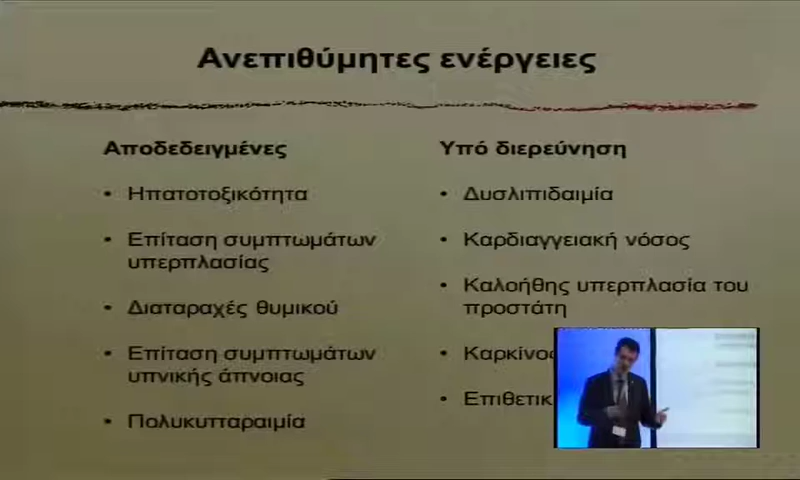 Ανεπιθύμητες ενέργειες
Αποδεδειγμένες
• Ηπατοτοξικότητα
• Επίταση συμπτωμάτων
υπερπλασίας
• Διαταραχές θυμικού
• Επίταση συμπτωμάτων
υπνικής άπνοιας
• Πολυκυτταραιμία
Υπό διερεύνηση
• Δυσλιπιδαιμία
• Καρδιαγγειακή νόσος
• Καλοήθης υπερπλασία του
προστάτη